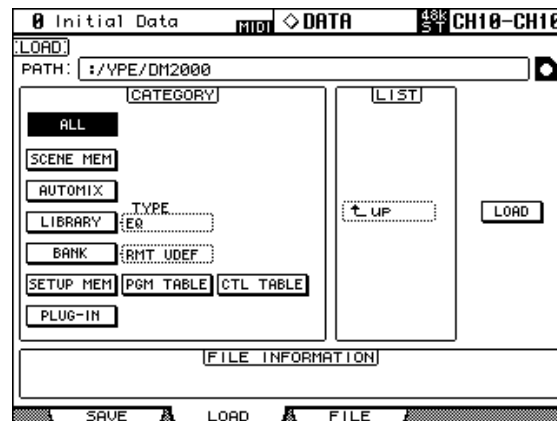 0 Initial Data MIDI ◇DATA 48K ST CH10-CH10
LOAD
PATH: :/YPE/DM2000
CATEGORY LIST
ALL
SCENE MEM
AUTOMIX
TYPE
LIBRARY EQ UP LOAD
BANK RMT UDEF
SETUP MEM PGM TABLE CTL TABLE
PLUG-IN
FILE INFORMATION
SAVE LOAD FILE